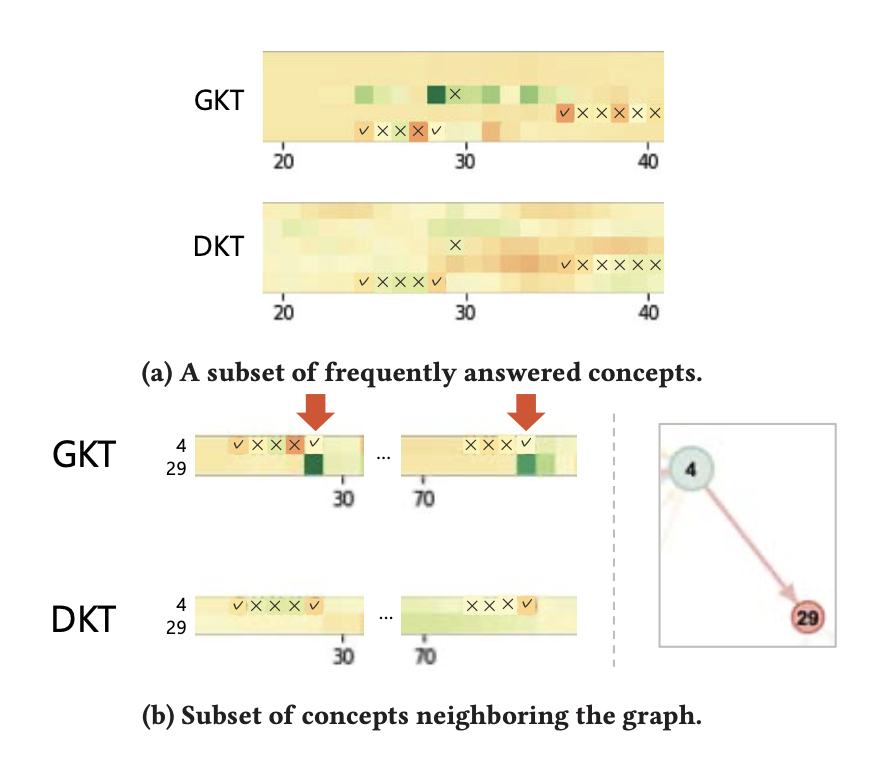 GKT
✓ × × × ✓ × ✓ × × × × ×
20 30 40
DKT
✓ × × × ✓ × ✓ × × × × ×
20 30 40
(a) A subset of frequently answered concepts.
GKT
4 ✓ × × × ✓ ... × × × ✓
29
30 70
DKT
4 ✓ × × × ✓ ... × × × ✓
29
30 70
4
29
(b) Subset of concepts neighboring the graph.